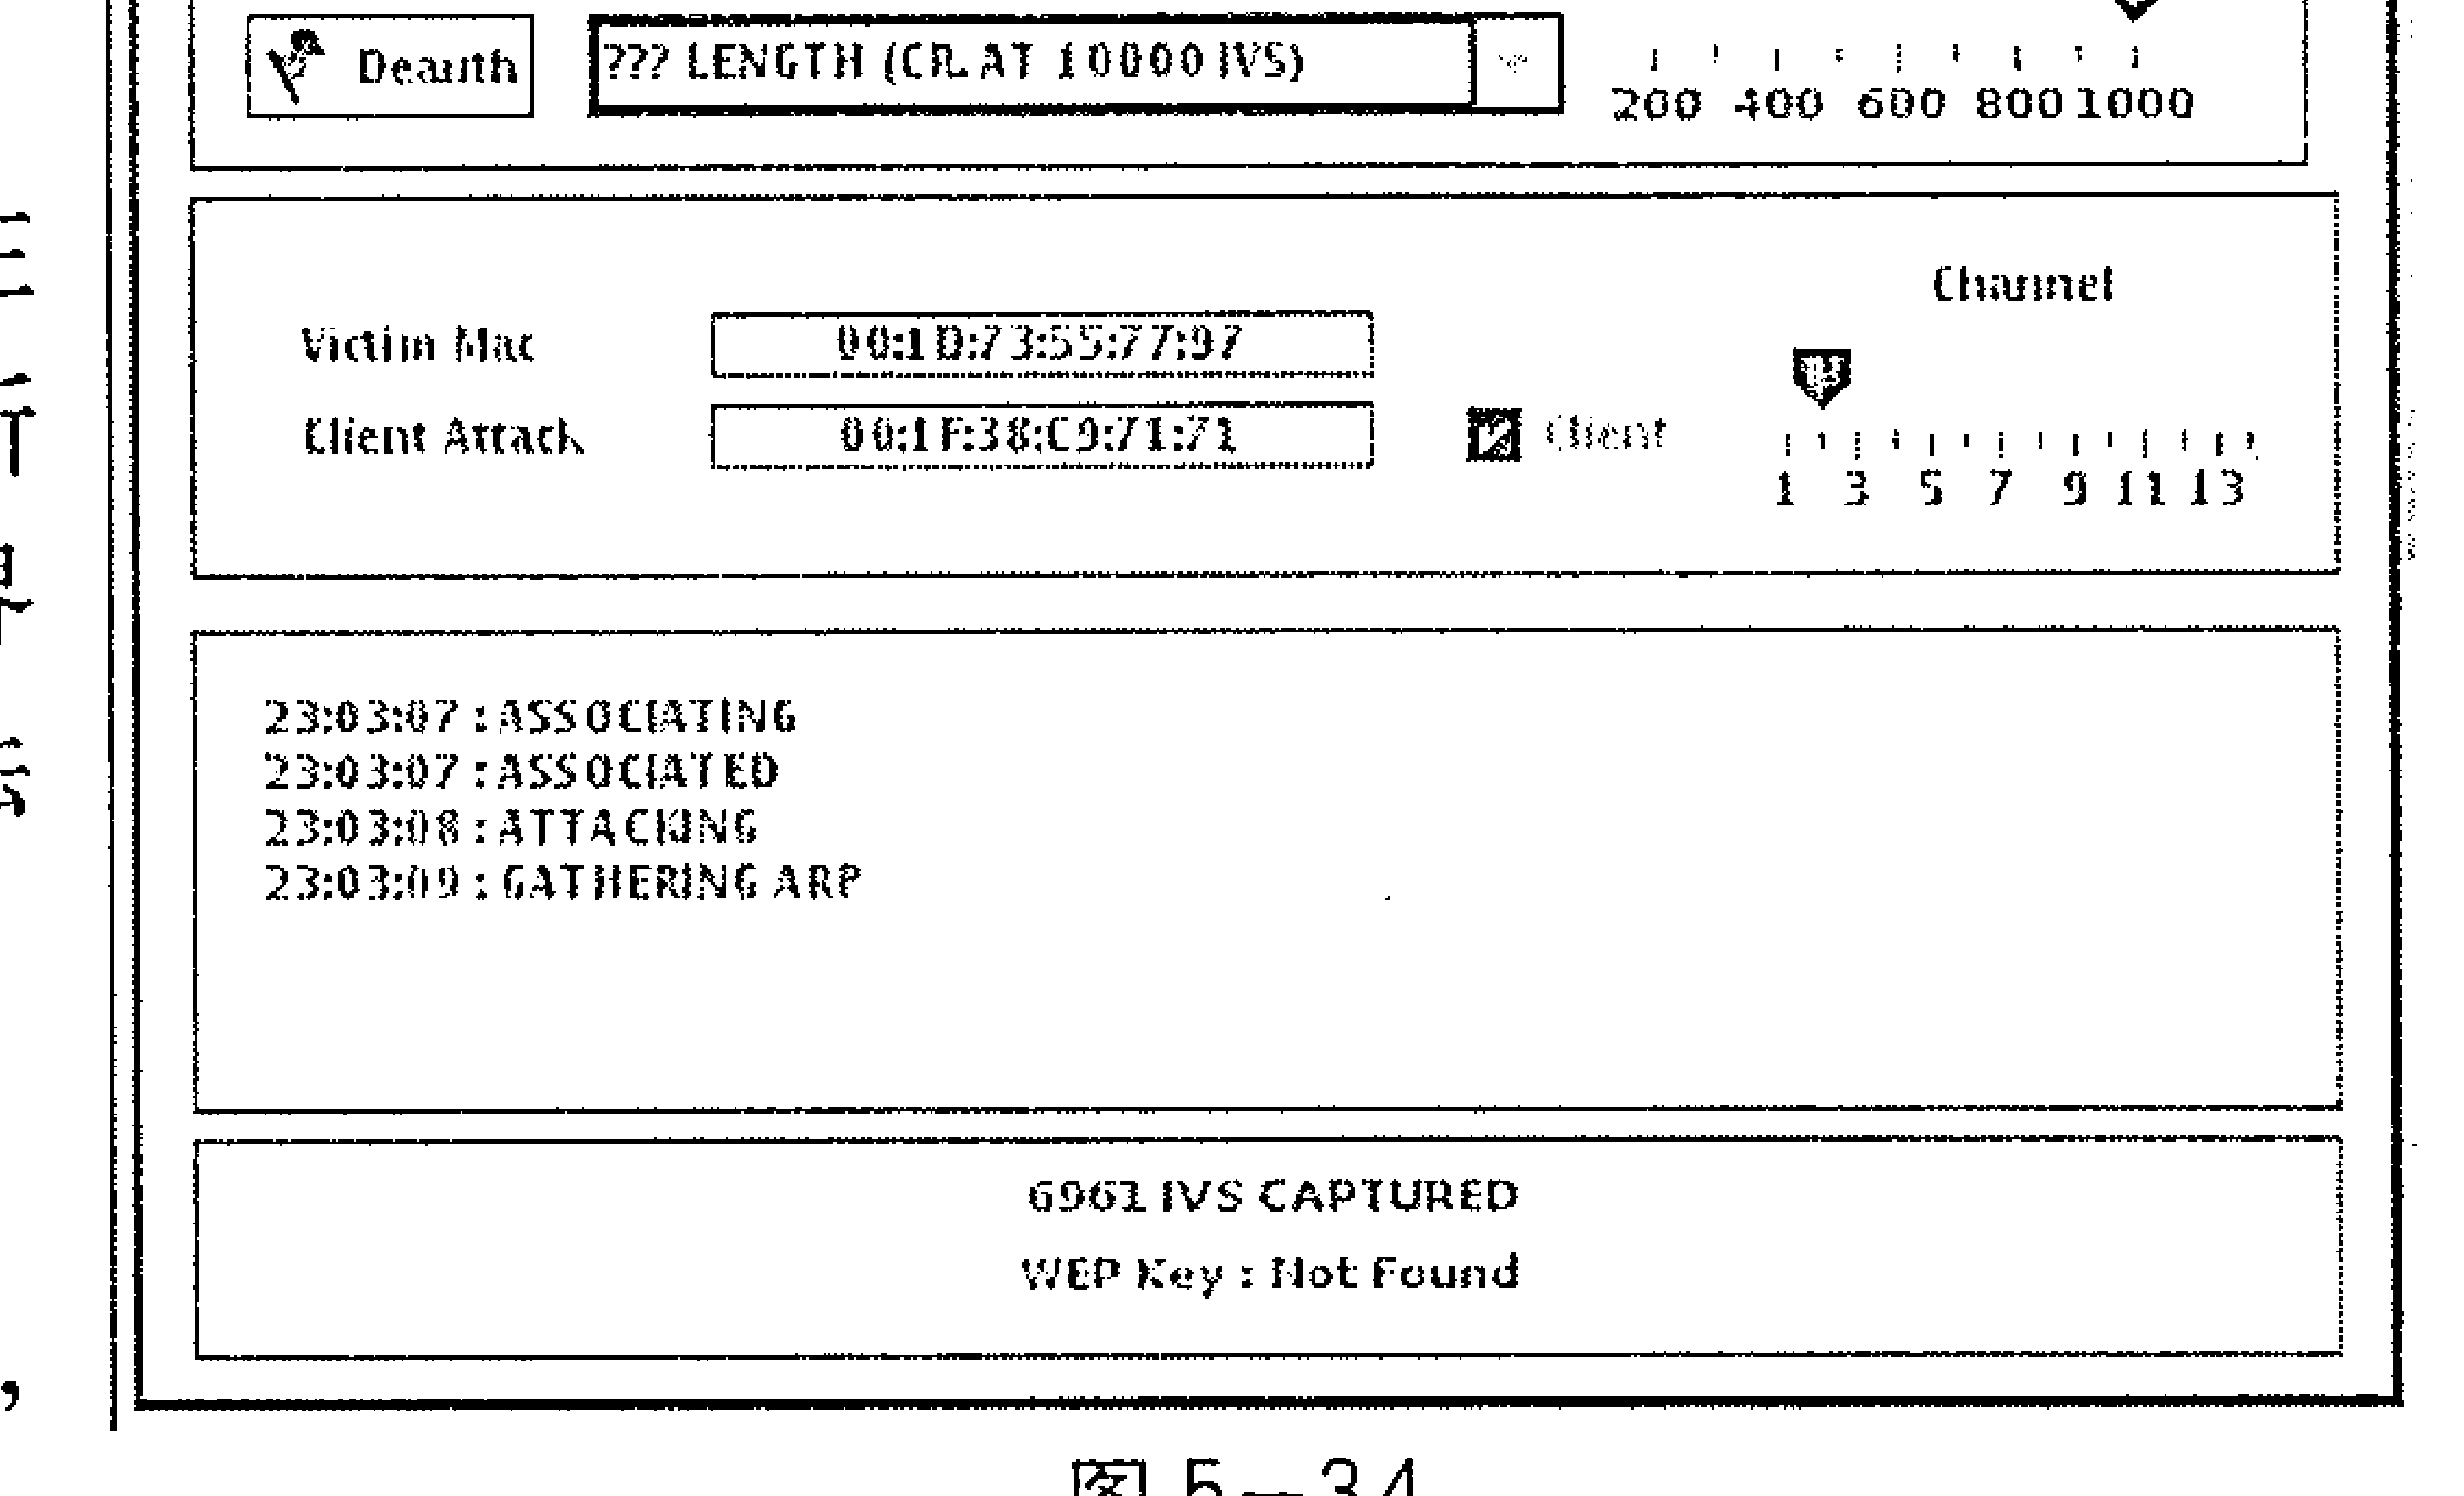 Deauth
??? LENGTH (CR. AT 10000 IVS)
200 400 600 800 1000
Channel
Victim Mac 00:1D:73:55:77:97
Client Attack 00:1F:38:C9:71:71 Client
1 3 5 7 9 11 13
23:03:07 : ASSOCIATING
23:03:07 : ASSOCIATED
23:03:08 : ATTACKING
23:03:09 : GATHERING ARP
6961 IVS CAPTURED
WEP Key : Not Found
图 5-34